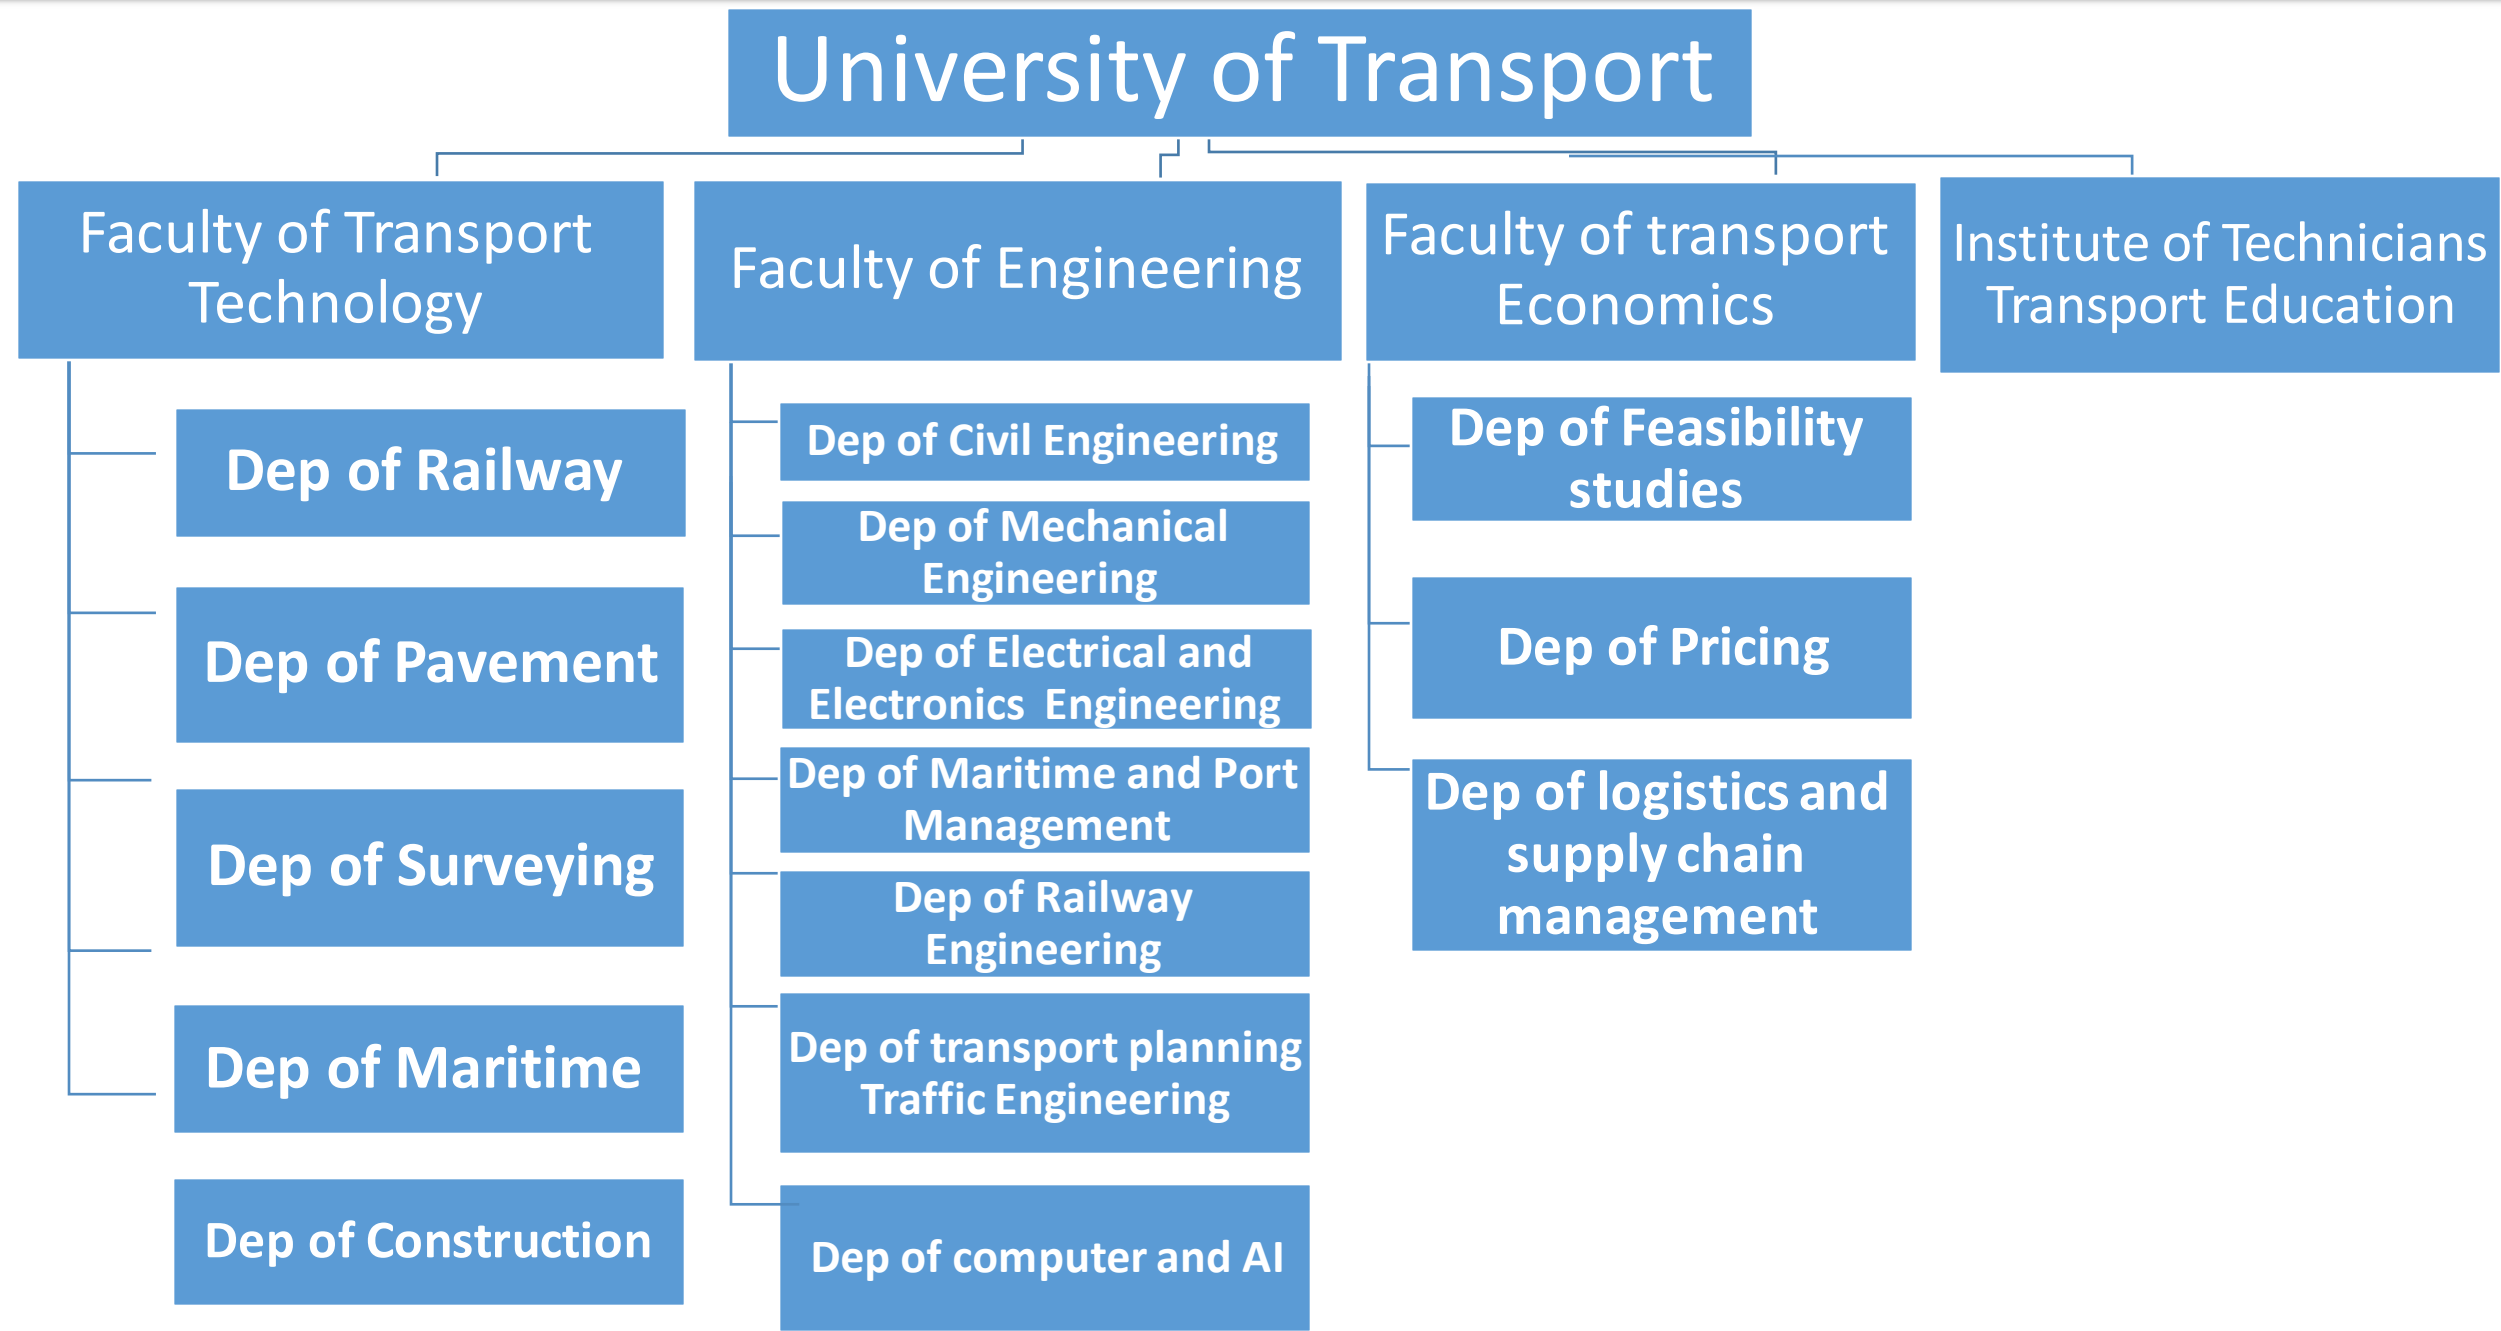 University of Transport
Faculty of Transport
Technology
Faculty of Engineering
Faculty of transport
Economics
Institute of Technicians
Transport Education
Dep of Railway
Dep of Pavement
Dep of Surveying
Dep of Maritime
Dep of Construction
Dep of Civil Engineering
Dep of Mechanical
Engineering
Dep of Electrical and
Electronics Engineering
Dep of Maritime and Port
Management
Dep of Railway
Engineering
Dep of transport planning
Traffic Engineering
Dep of computer and AI
Dep of Feasibility
studies
Dep of Pricing
Dep of logistics and
supply chain
management